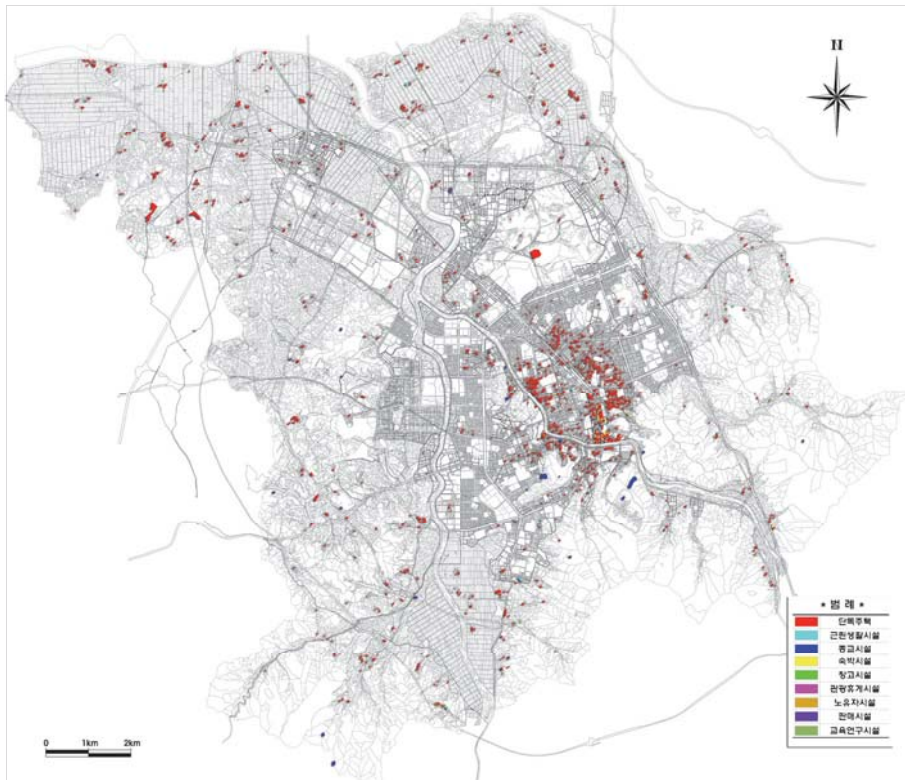 N
* 범 례 *
단독주택
근린생활시설
종교시설
숙박시설
창고시설
관광휴게시설
노유자시설
판매시설
교육연구시설
0 1km 2km